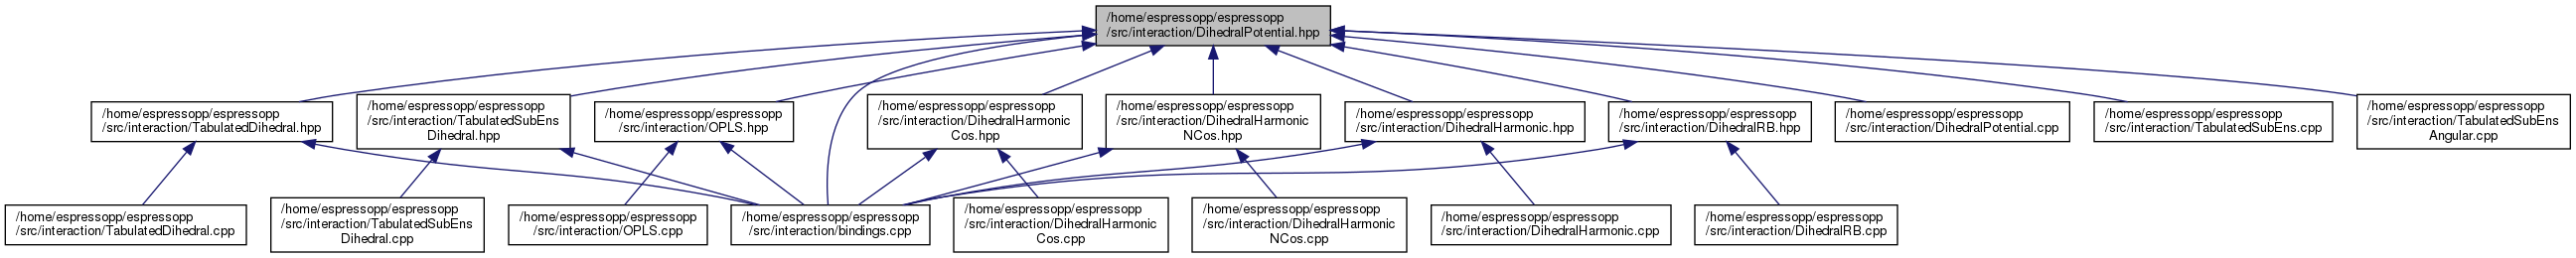 /home/espressopp/espressopp
/src/interaction/DihedralPotential.hpp
/home/espressopp/espressopp
/src/interaction/TabulatedDihedral.hpp
/home/espressopp/espressopp
/src/interaction/TabulatedSubEns
Dihedral.hpp
/home/espressopp/espressopp
/src/interaction/OPLS.hpp
/home/espressopp/espressopp
/src/interaction/DihedralHarmonic
Cos.hpp
/home/espressopp/espressopp
/src/interaction/DihedralHarmonic
NCos.hpp
/home/espressopp/espressopp
/src/interaction/DihedralHarmonic.hpp
/home/espressopp/espressopp
/src/interaction/DihedralRB.hpp
/home/espressopp/espressopp
/src/interaction/DihedralPotential.cpp
/home/espressopp/espressopp
/src/interaction/TabulatedSubEns.cpp
/home/espressopp/espressopp
/src/interaction/TabulatedSubEns
Angular.cpp
/home/espressopp/espressopp
/src/interaction/TabulatedDihedral.cpp
/home/espressopp/espressopp
/src/interaction/TabulatedSubEns
Dihedral.cpp
/home/espressopp/espressopp
/src/interaction/OPLS.cpp
/home/espressopp/espressopp
/src/interaction/bindings.cpp
/home/espressopp/espressopp
/src/interaction/DihedralHarmonic
Cos.cpp
/home/espressopp/espressopp
/src/interaction/DihedralHarmonic
NCos.cpp
/home/espressopp/espressopp
/src/interaction/DihedralHarmonic.cpp
/home/espressopp/espressopp
/src/interaction/DihedralRB.cpp